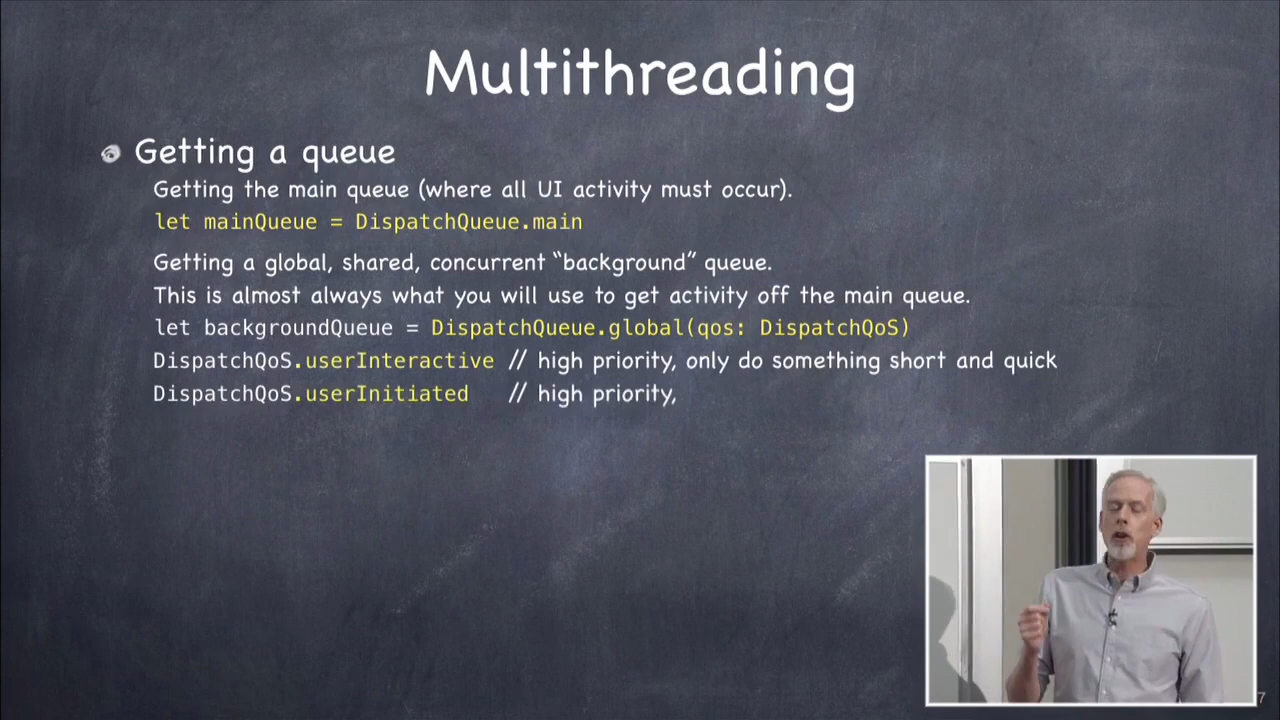 Multithreading
Getting a queue
Getting the main queue (where all UI activity must occur).
let mainQueue = DispatchQueue.main
Getting a global, shared, concurrent “background” queue.
This is almost always what you will use to get activity off the main queue.
let backgroundQueue = DispatchQueue.global(qos: DispatchQoS)
DispatchQoS.userInteractive // high priority, only do something short and quick
DispatchQoS.userInitiated // high priority,
7